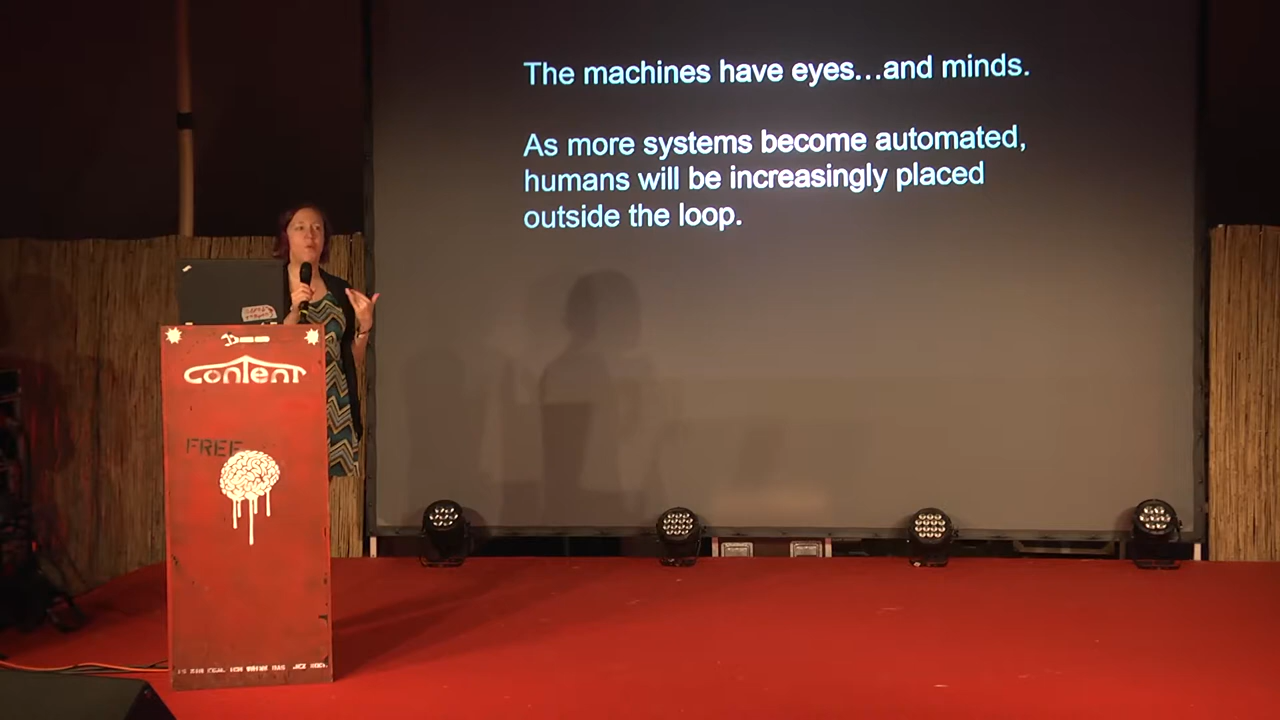 The machines have eyes...and minds.
As more systems become automated,
humans will be increasingly placed
outside the loop.
content
FREE